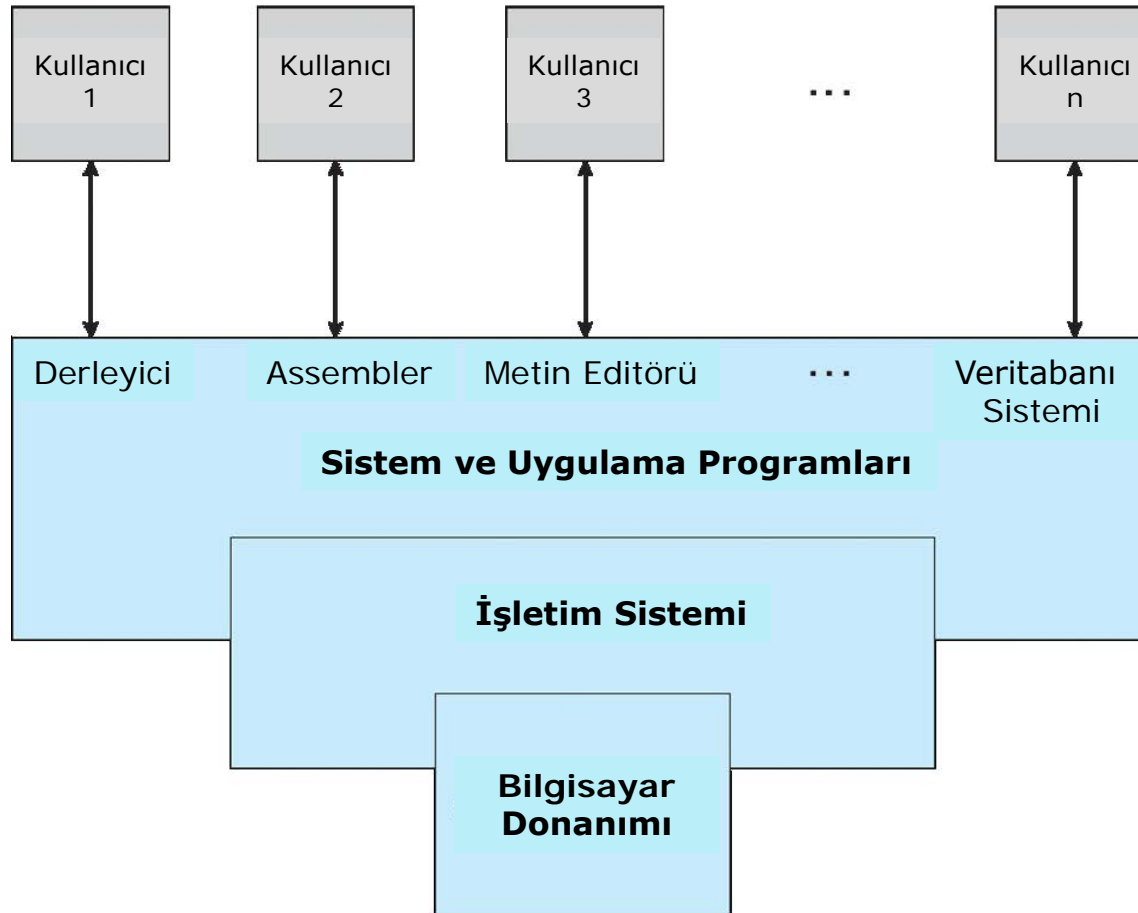 Kullanıcı
1
Kullanıcı
2
Kullanıcı
3
...
Kullanıcı
n
Derleyici
Assembler
Metin Editörü
...
Veritabanı
Sistemi
Sistem ve Uygulama Programları
İşletim Sistemi
Bilgisayar
Donanımı